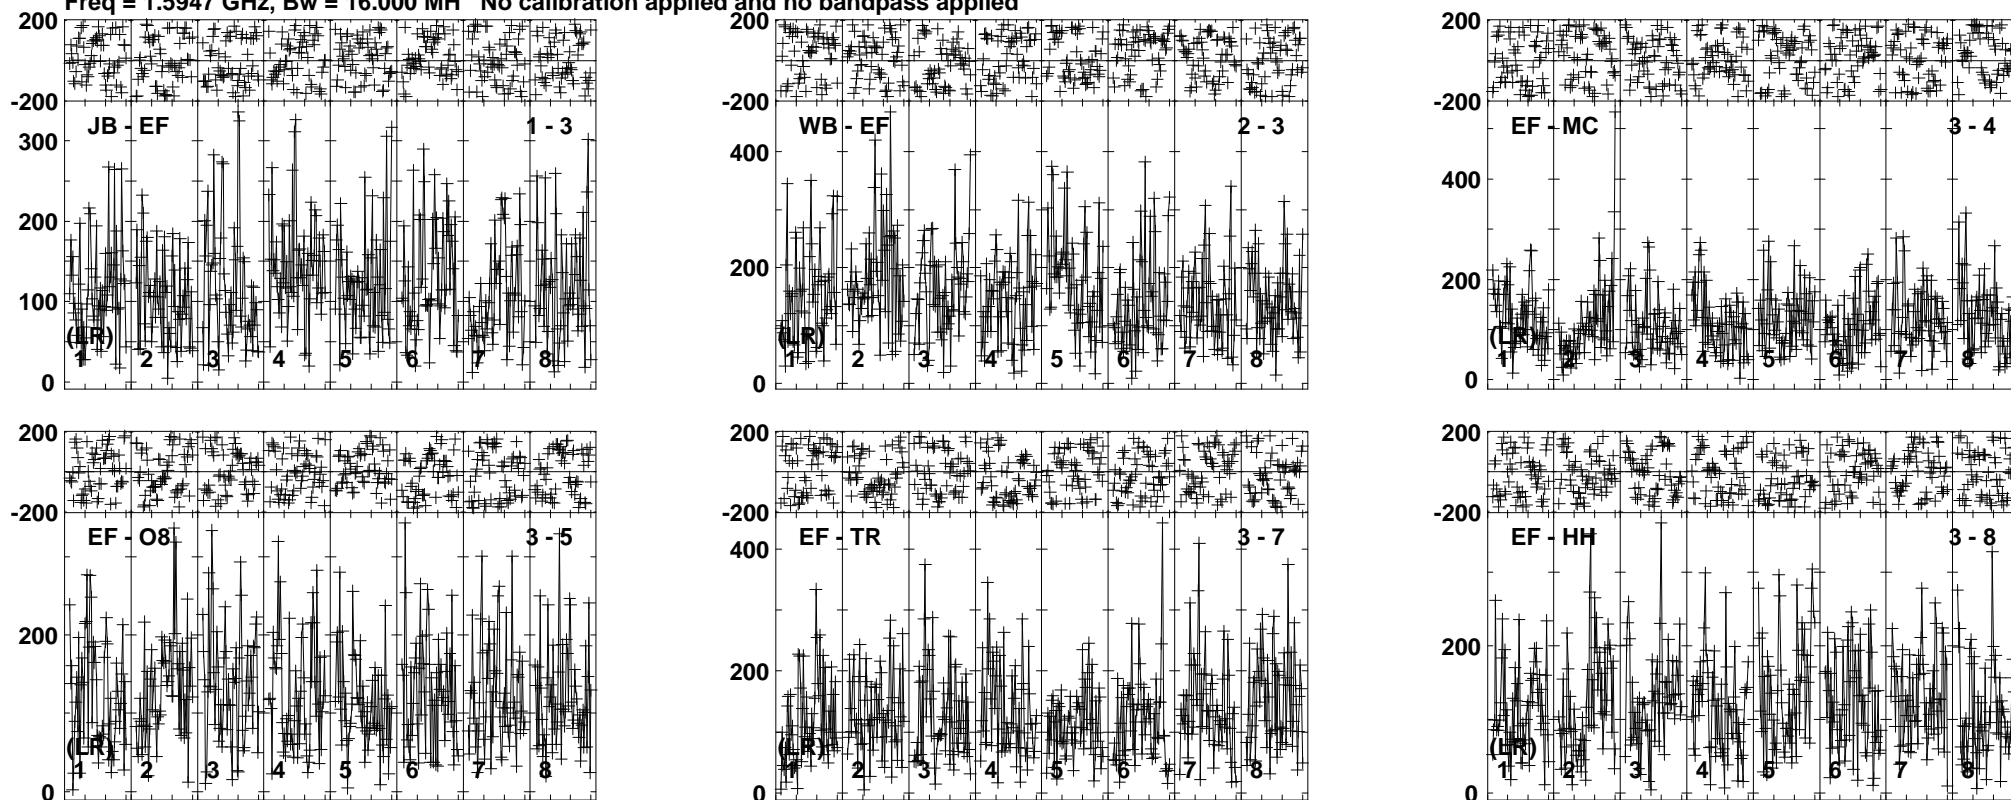 Freq = 1.5947 GHz, Bw = 16.000 MH No calibration applied and no bandpass applied
200
-200
JB - EF 1 - 3
300
200
100
(LR)
1 2 3 4 5 6 7 8
0
200
-200
WB - EF 2 - 3
400
200
(LR)
1 2 3 4 5 6 7 8
0
200
-200
EF - MC 3 - 4
400
200
(LR)
1 2 3 4 5 6 7 8
0
200
-200
EF - O8 3 - 5
200
(LR)
1 2 3 4 5 6 7 8
0
200
-200
EF - TR 3 - 7
400
200
(LR)
1 2 3 4 5 6 7 8
0
200
-200
EF - HH 3 - 8
200
(LR)
1 2 3 4 5 6 7 8
0